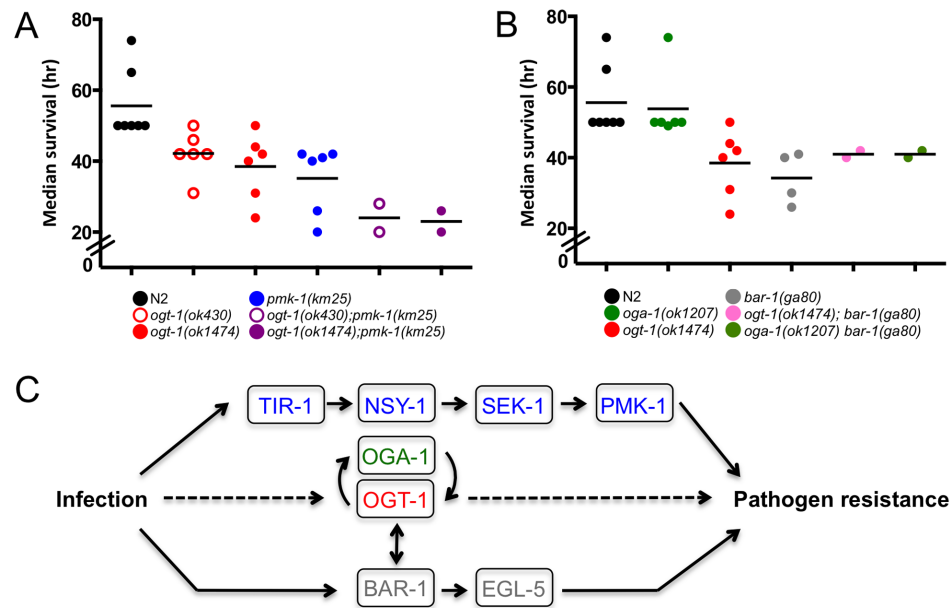 A
Median survival (hr)
80
60
40
20
0
N2
ogt-1(ok430)
ogt-1(ok1474)
pmk-1(km25)
ogt-1(ok430);pmk-1(km25)
ogt-1(ok1474);pmk-1(km25)
B
Median survival (hr)
80
60
40
20
0
N2
oga-1(ok1207)
ogt-1(ok1474)
bar-1(ga80)
ogt-1(ok1474); bar-1(ga80)
oga-1(ok1207) bar-1(ga80)
C
TIR-1 NSY-1 SEK-1 PMK-1
OGA-1
Infection OGT-1 Pathogen resistance
BAR-1 EGL-5